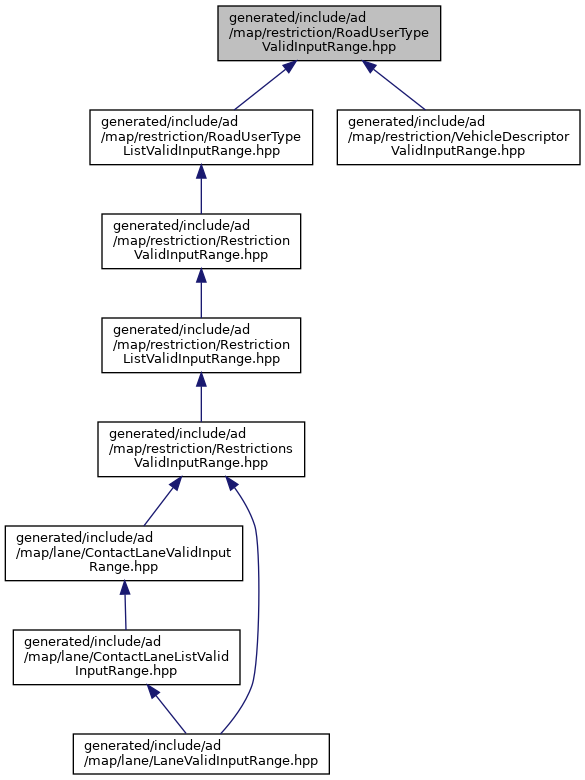 generated/include/ad
/map/restriction/RoadUserType
ValidInputRange.hpp
generated/include/ad
/map/restriction/RoadUserType
ListValidInputRange.hpp
generated/include/ad
/map/restriction/VehicleDescriptor
ValidInputRange.hpp
generated/include/ad
/map/restriction/Restriction
ValidInputRange.hpp
generated/include/ad
/map/restriction/Restriction
ListValidInputRange.hpp
generated/include/ad
/map/restriction/Restrictions
ValidInputRange.hpp
generated/include/ad
/map/lane/ContactLaneValidInput
Range.hpp
generated/include/ad
/map/lane/ContactLaneListValid
InputRange.hpp
generated/include/ad
/map/lane/LaneValidInputRange.hpp